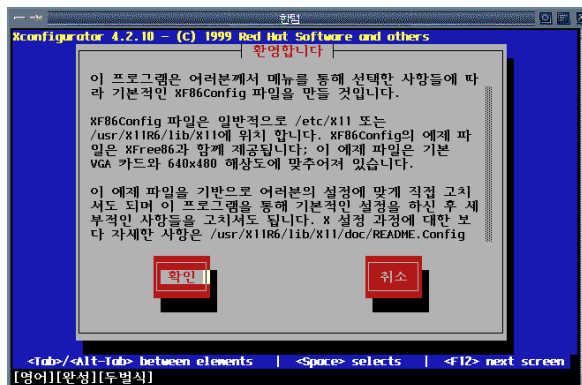 한텀
Xconfigurator 4.2.10 - (C) 1999 Red Hat Software and others
환영합니다
이 프로그램은 여러분께서 메뉴를 통해 선택한 사항들에 따
라 기본적인 XF86Config 파일을 만들 것입니다.
XF86Config 파일은 일반적으로 /etc/X11 또는
/usr/X11R6/lib/X11에 위치 합니다. XF86Config의 예제 파
일은 XFree86과 함께 제공됩니다; 이 예제 파일은 기본
VGA 카드와 640x480 해상도에 맞추어져 있습니다.
이 예제 파일을 기반으로 여러분의 설정에 맞게 직접 고치
셔도 되며 이 프로그램을 통해 기본적인 설정을 하신 후 세
부적인 사항들을 고치셔도 됩니다. X 설정 과정에 대한 보
다 자세한 사항은 /usr/X11R6/lib/X11/doc/README.Config
확인 취소
<Tab>/<Alt-Tab> between elements | <Space> selects | <F12> next screen
[영어][완성][두벌식]